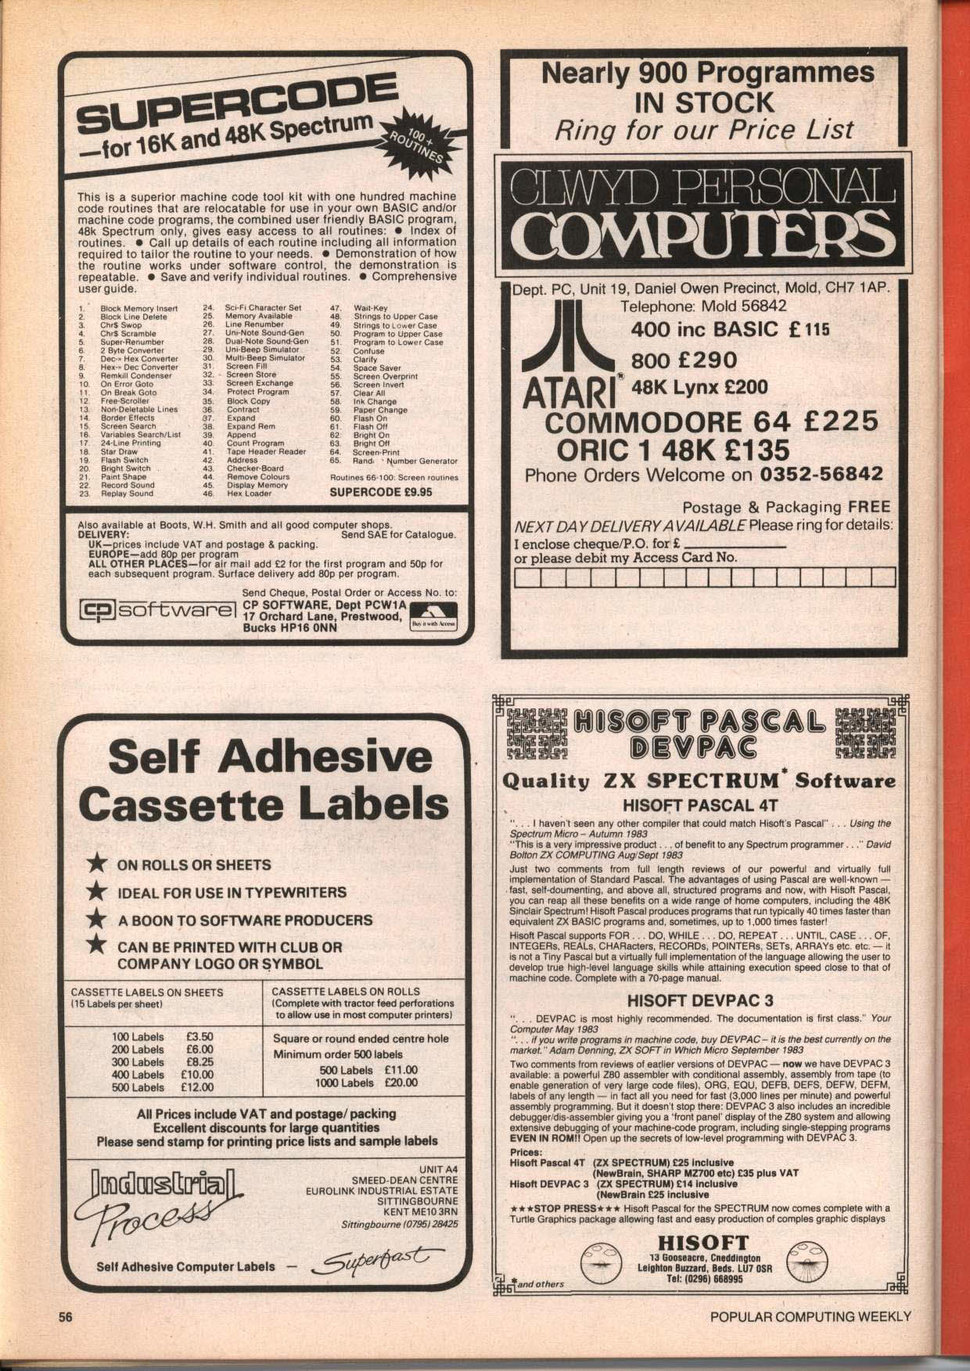 SUPERCODE
—for 16K and 48K Spectrum
100+
ROUTINES
This is a superior machine code tool kit with one hundred machine
code routines that are relocatable for use in your own BASIC and/or
machine code programs, the combined user friendly BASIC program,
48k Spectrum only, gives easy access to all routines: ● Index of
routines. ● Call up details of each routine including all information
required to tailor the routine to your needs. ● Demonstration of how
the routine works under software control, the demonstration is
repeatable. ● Save and verify individual routines. ● Comprehensive
user guide.
1. Block Memory Insert
2. Block Line Delete
3. Chr$ Swop
4. Chr$ Scramble
5. Super-Renumber
6. 2 Byte Converter
7. Dec-» Hex Converter
8. Hex-» Dec Converter
9. Remkill Condenser
10. On Error Goto
11. On Break Goto
12. Free-Scroller
13. Non-Deletable Lines
14. Border Effects
15. Screen Search
16. Variables Search/List
17. 24-Line Printing
18. Star Draw
19. Flash Switch
20. Bright Switch
21. Paint Shape
22. Record Sound
23. Replay Sound
24. Sci-Fi Character Set
25. Memory Available
26. Line Renumber
27. Uni-Note Sound-Gen
28. Dual-Note Sound-Gen
29. Uni-Beep Simulator
30. Multi-Beep Simulator
31. Screen Fill
32. Screen Store
33. Screen Exchange
34. Protect Program
35. Block Copy
36. Contract
37. Expand
38. Expand Rem
39. Append
40. Count Program
41. Tape Header Reader
42. Address
43. Checker-Board
44. Remove Colours
45. Display Memory
46. Hex Loader
47. Wait-Key
48. Strings to Upper Case
49. Strings to Lower Case
50. Program to Upper Case
51. Program to Lower Case
52. Confuse
53. Clarify
54. Space Saver
55. Screen Overprint
56. Screen Invert
57. Clear All
58. Ink Change
59. Paper Change
60. Flash On
61. Flash Off
62. Bright On
63. Bright Off
64. Screen-Print
65. Number Generator
Routines 66-100: Screen routines
SUPERCODE £9.95
Also available at Boots, W.H. Smith and all good computer shops.
DELIVERY: Send SAE for Catalogue.
UK—prices include VAT and postage & packing.
EUROPE—add 80p per program
ALL OTHER PLACES—for air mail add £2 for the first program and 50p for
each subsequent program. Surface delivery add 80p per program.
cp software
Send Cheque, Postal Order or Access No. to:
CP SOFTWARE, Dept PCW1A
17 Orchard Lane, Prestwood,
Bucks HP16 0NN
Buy it with Access
Nearly 900 Programmes
IN STOCK
Ring for our Price List
CLWYD PERSONAL
COMPUTERS
Dept. PC, Unit 19, Daniel Owen Precinct, Mold, CH7 1AP.
Telephone: Mold 56842
ATARI
400 inc BASIC £115
800 £290
48K Lynx £200
COMMODORE 64 £225
ORIC 1 48K £135
Phone Orders Welcome on 0352-56842
Postage & Packaging FREE
NEXT DAY DELIVERY AVAILABLE Please ring for details:
I enclose cheque/P.O. for £
or please debit my Access Card No.
Self Adhesive
Cassette Labels
★ ON ROLLS OR SHEETS
★ IDEAL FOR USE IN TYPEWRITERS
★ A BOON TO SOFTWARE PRODUCERS
★ CAN BE PRINTED WITH CLUB OR
COMPANY LOGO OR SYMBOL
CASSETTE LABELS ON SHEETS
(15 Labels per sheet)
100 Labels £3.50
200 Labels £6.00
300 Labels £8.25
400 Labels £10.00
500 Labels £12.00
CASSETTE LABELS ON ROLLS
(Complete with tractor feed perforations
to allow use in most computer printers)
Square or round ended centre hole
Minimum order 500 labels
500 Labels £11.00
1000 Labels £20.00
All Prices include VAT and postage/ packing
Excellent discounts for large quantities
Please send stamp for printing price lists and sample labels
Industrial
Process
UNIT A4
SMEED-DEAN CENTRE
EUROLINK INDUSTRIAL ESTATE
SITTINGBOURNE
KENT ME10 3RN
Sittingbourne (0795) 28425
Self Adhesive Computer Labels — Superfast
HISOFT PASCAL
DEVPAC
Quality ZX SPECTRUM* Software
HISOFT PASCAL 4T
". . . I haven't seen any other compiler that could match Hisoft's Pascal" . . . Using the
Spectrum Micro – Autumn 1983
"This is a very impressive product . . . of benefit to any Spectrum programmer . . ." David
Bolton ZX COMPUTING Aug/Sept 1983
Just two comments from full length reviews of our powerful and virtually full
implementation of Standard Pascal. The advantages of using Pascal are well-known —
fast, self-doumenting, and above all, structured programs and now, with Hisoft Pascal,
you can reap all these benefits on a wide range of home computers, including the 48K
Sinclair Spectrum! Hisoft Pascal produces programs that run typically 40 times faster than
equivalent ZX BASIC programs and, sometimes, up to 1,000 times faster!
Hisoft Pascal supports FOR . . . DO, WHILE . . . DO, REPEAT . . . UNTIL, CASE . . . OF,
INTEGERs, REALs, CHARacters, RECORDs, POINTERs, SETs, ARRAYs etc. etc. — it
is not a Tiny Pascal but a virtually full implementation of the language allowing the user to
develop true high-level language skills while attaining execution speed close to that of
machine code. Complete with a 70-page manual.
HISOFT DEVPAC 3
". . . DEVPAC is most highly recommended. The documentation is first class." Your
Computer May 1983
". . . if you write programs in machine code, buy DEVPAC – it is the best currently on the
market." Adam Denning, ZX SOFT in Which Micro September 1983
Two comments from reviews of earlier versions of DEVPAC — now we have DEVPAC 3
available: a powerful Z80 assembler with conditional assembly, assembly from tape (to
enable generation of very large code files), ORG, EQU, DEFB, DEFS, DEFW, DEFM,
labels of any length — in fact all you need for fast (3,000 lines per minute) and powerful
assembly programming. But it doesn't stop there: DEVPAC 3 also includes an incredible
debugger/dis-assembler giving you a 'front panel' display of the Z80 system and allowing
extensive debugging of your machine-code program, including single-stepping programs
EVEN IN ROM!! Open up the secrets of low-level programming with DEVPAC 3.
Prices:
Hisoft Pascal 4T (ZX SPECTRUM) £25 inclusive
(NewBrain, SHARP MZ700 etc) £35 plus VAT
Hisoft DEVPAC 3 (ZX SPECTRUM) £14 inclusive
(NewBrain £25 inclusive
★★★STOP PRESS★★★ Hisoft Pascal for the SPECTRUM now comes complete with a
Turtle Graphics package allowing fast and easy production of comples graphic displays
HISOFT
13 Gooseacre, Cheddington
Leighton Buzzard, Beds. LU7 0SR
Tel: (0296) 668995
*and others
56
POPULAR COMPUTING WEEKLY